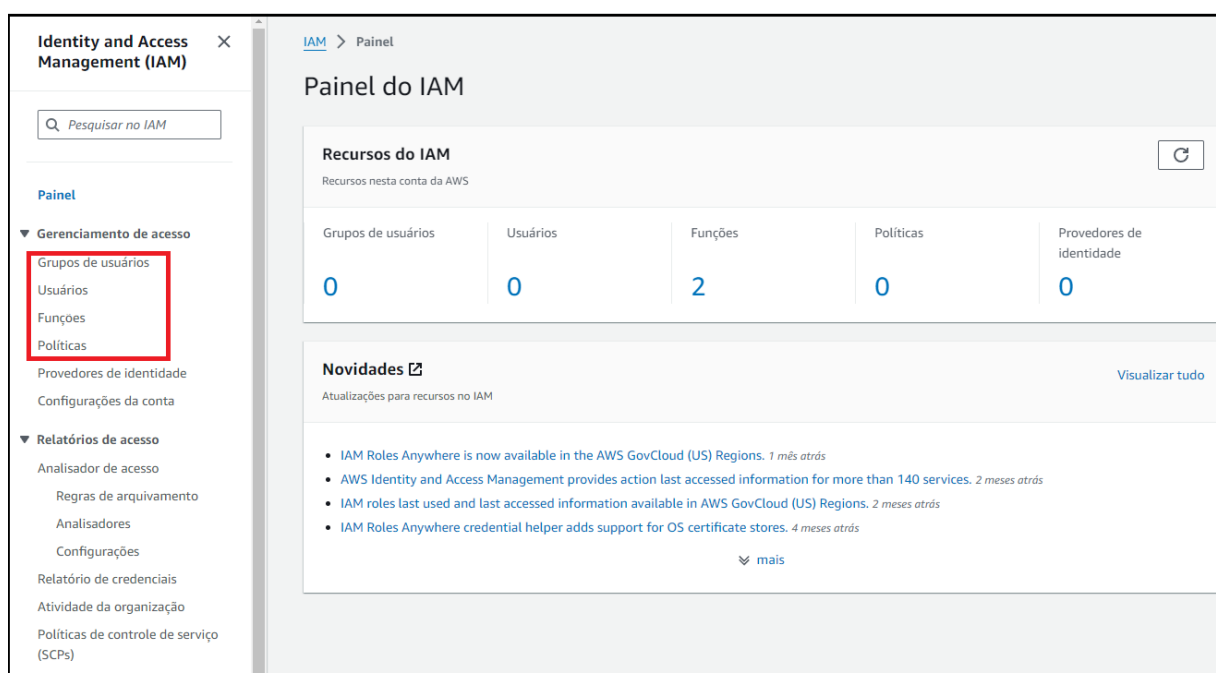 Identity and Access
Management (IAM)
Pesquisar no IAM
Painel
Gerenciamento de acesso
Grupos de usuários
Usuários
Funções
Políticas
Provedores de identidade
Configurações da conta
Relatórios de acesso
Analisador de acesso
Regras de arquivamento
Analisadores
Configurações
Relatório de credenciais
Atividade da organização
Políticas de controle de serviço
(SCPs)
IAM > Painel
Painel do IAM
Recursos do IAM
Recursos nesta conta da AWS
Grupos de usuários
0
Usuários
0
Funções
2
Políticas
0
Provedores de
identidade
0
Novidades
Visualizar tudo
Atualizações para recursos no IAM
IAM Roles Anywhere is now available in the AWS GovCloud (US) Regions. 1 mês atrás
AWS Identity and Access Management provides action last accessed information for more than 140 services. 2 meses atrás
IAM roles last used and last accessed information available in AWS GovCloud (US) Regions. 2 meses atrás
IAM Roles Anywhere credential helper adds support for OS certificate stores. 4 meses atrás
mais